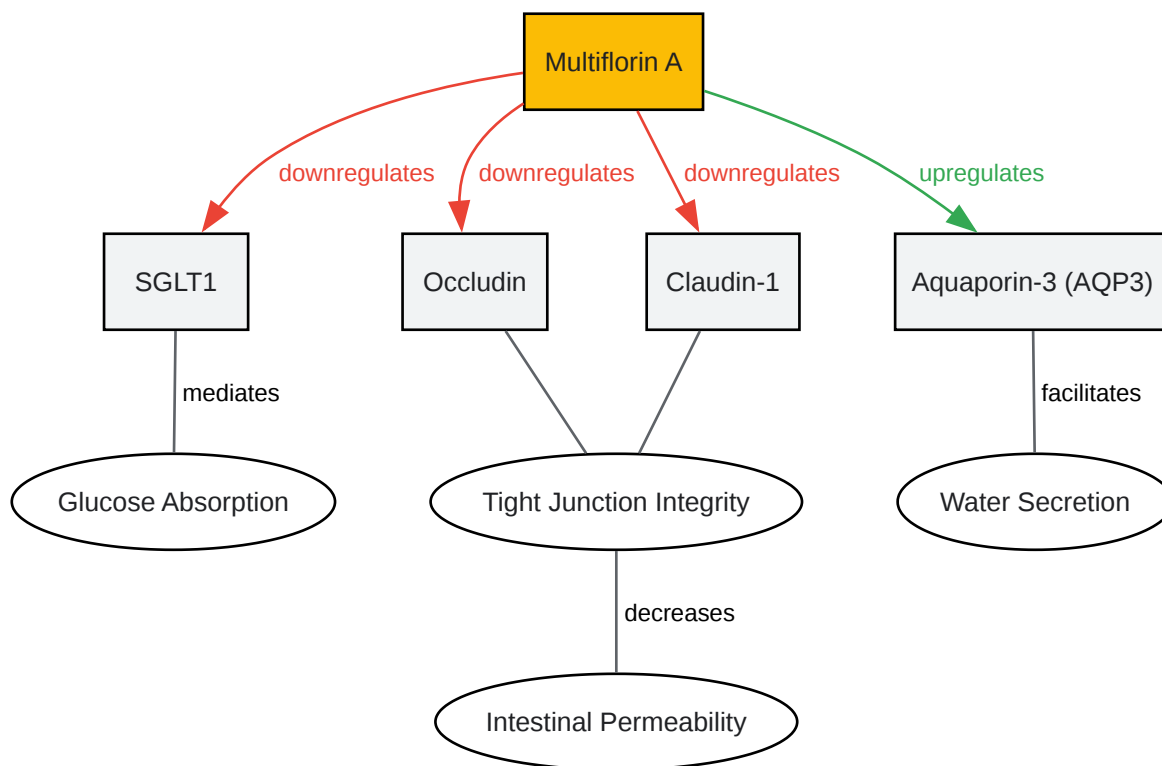 Multiflorin A
downregulates
downregulates
downregulates
upregulates
SGLT1
Occludin
Claudin-1
Aquaporin-3 (AQP3)
mediates
facilitates
Glucose Absorption
Tight Junction Integrity
Water Secretion
decreases
Intestinal Permeability